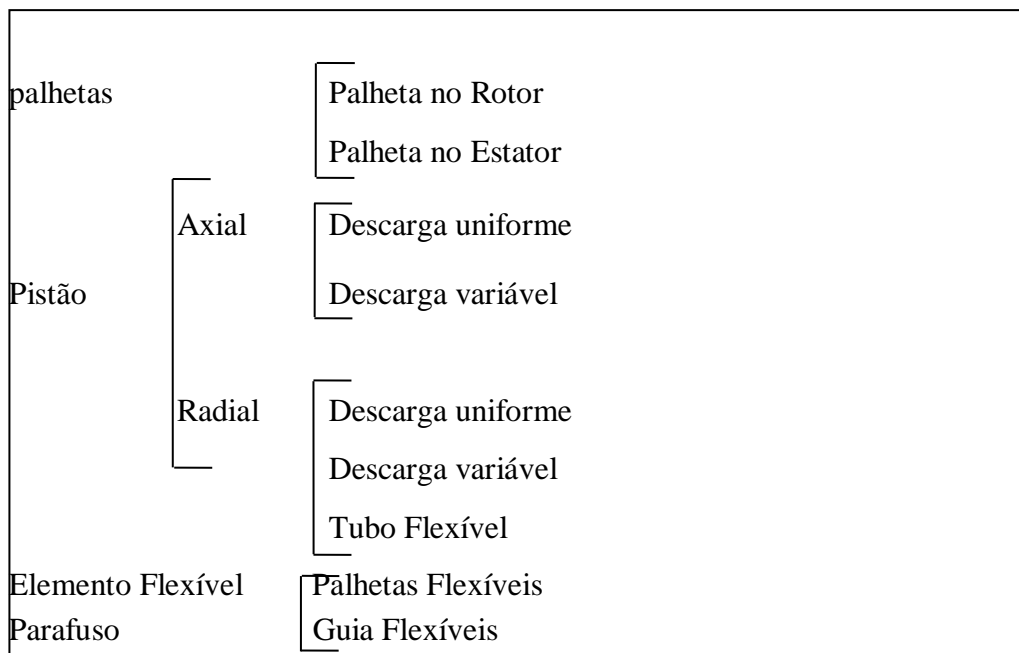 palhetas Palheta no Rotor
Palheta no Estator
Axial Descarga uniforme
Pistão Descarga variável
Radial Descarga uniforme
Descarga variável
Tubo Flexível
Elemento Flexível Palhetas Flexíveis
Parafuso Guia Flexíveis